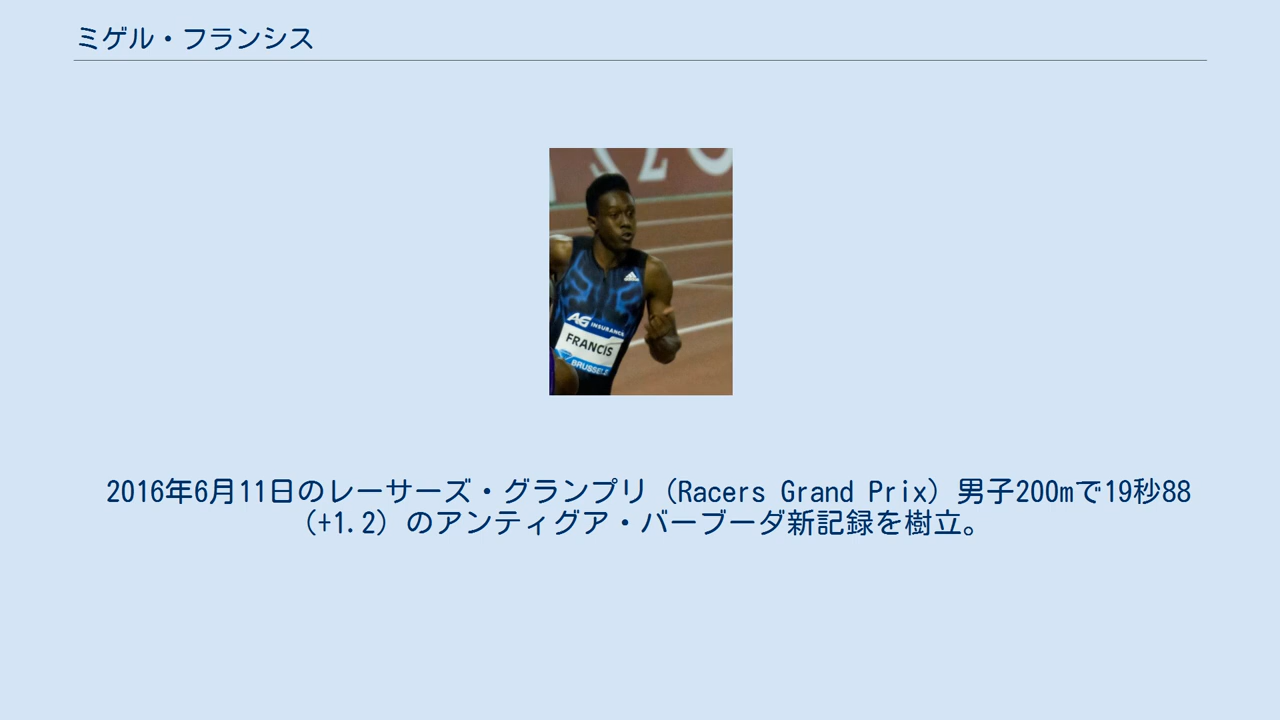 ミゲル・フランシス
AG INSURANCE
FRANCIS
BRUSSELS
2016年6月11日のレーサーズ・グランプリ（Racers Grand Prix）男子200mで19秒88
（+1.2）のアンティグア・バーブーダ新記録を樹立。